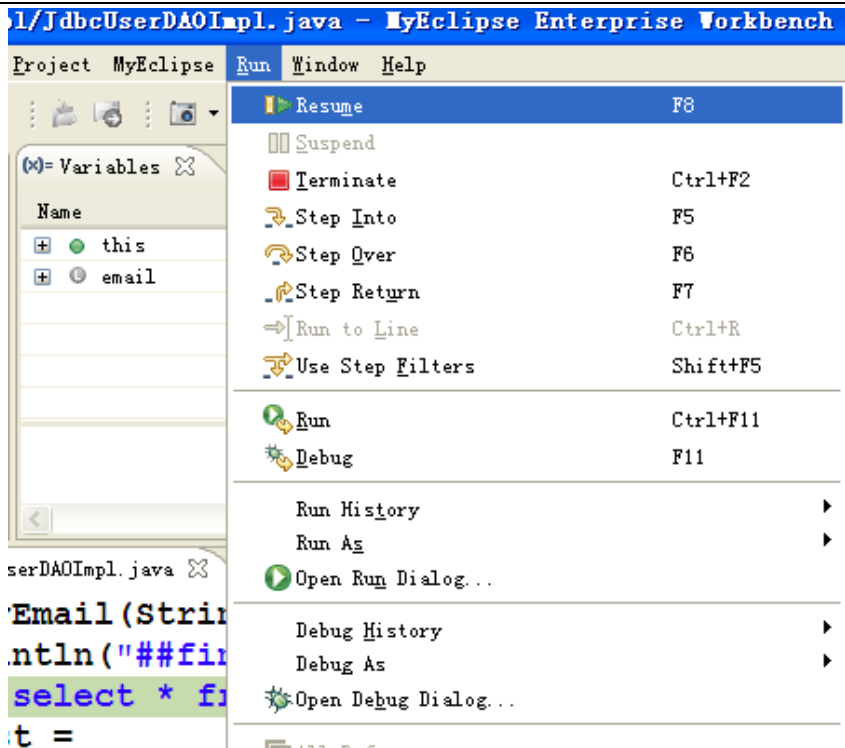 l/JdbcUserDAOImpl.java - MyEclipse Enterprise Workbench
Project MyEclipse Run Window Help
Resume F8
Suspend
(x)= Variables
Terminate Ctrl+F2
Name
Step Into F5
this
Step Over F6
email
Step Return F7
Run to Line Ctrl+R
Use Step Filters Shift+F5
Run Ctrl+F11
Debug F11
Run History
Run As
serDAOImpl.java
Open Run Dialog...
Email(Strin
Debug History
ntln("##fin
Debug As
select * fr
Open Debug Dialog...
t =